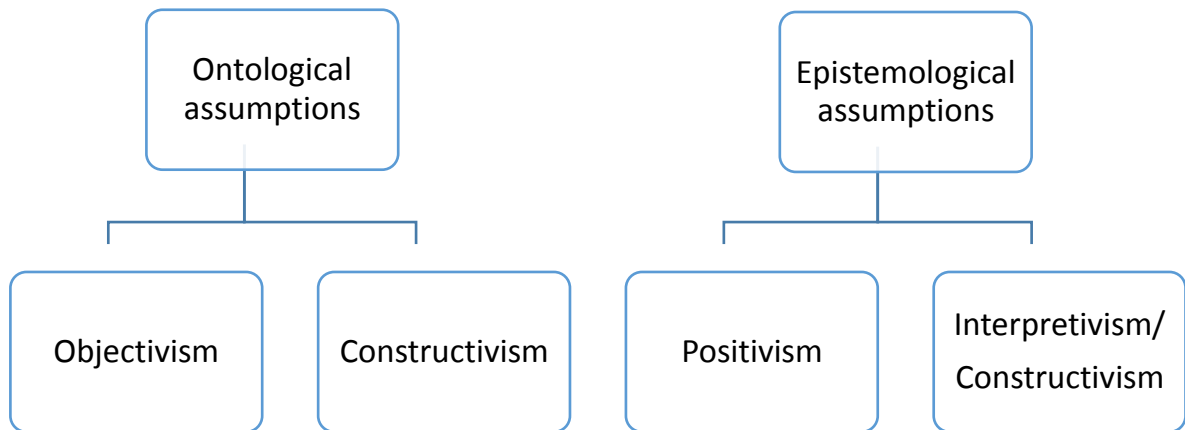 Ontological
assumptions
Epistemological
assumptions
Objectivism
Constructivism
Positivism
Interpretivism/
Constructivism